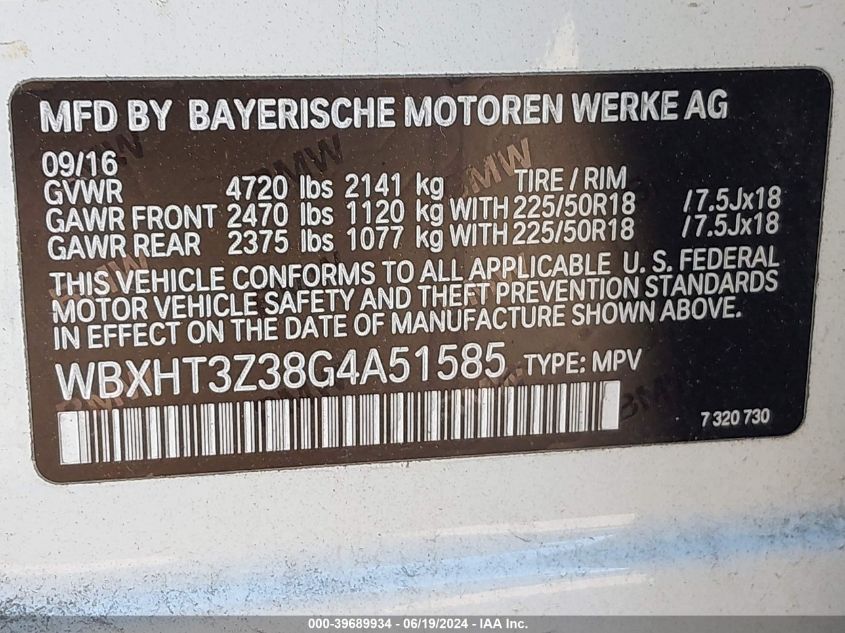 MFD BY BAYERISCHE MOTOREN WERKE AG
09/16
GVWR 4720 lbs 2141 kg TIRE / RIM
GAWR FRONT 2470 lbs 1120 kg WITH 225/50R18 / 7.5Jx18
GAWR REAR 2375 lbs 1077 kg WITH 225/50R18 / 7.5Jx18
THIS VEHICLE CONFORMS TO ALL APPLICABLE U. S. FEDERAL
MOTOR VEHICLE SAFETY AND THEFT PREVENTION STANDARDS
IN EFFECT ON THE DATE OF MANUFACTURE SHOWN ABOVE.
WBXHT3Z38G4A51585 TYPE: MPV
7 320 730
000-39689934 - 06/19/2024 - IAA Inc.